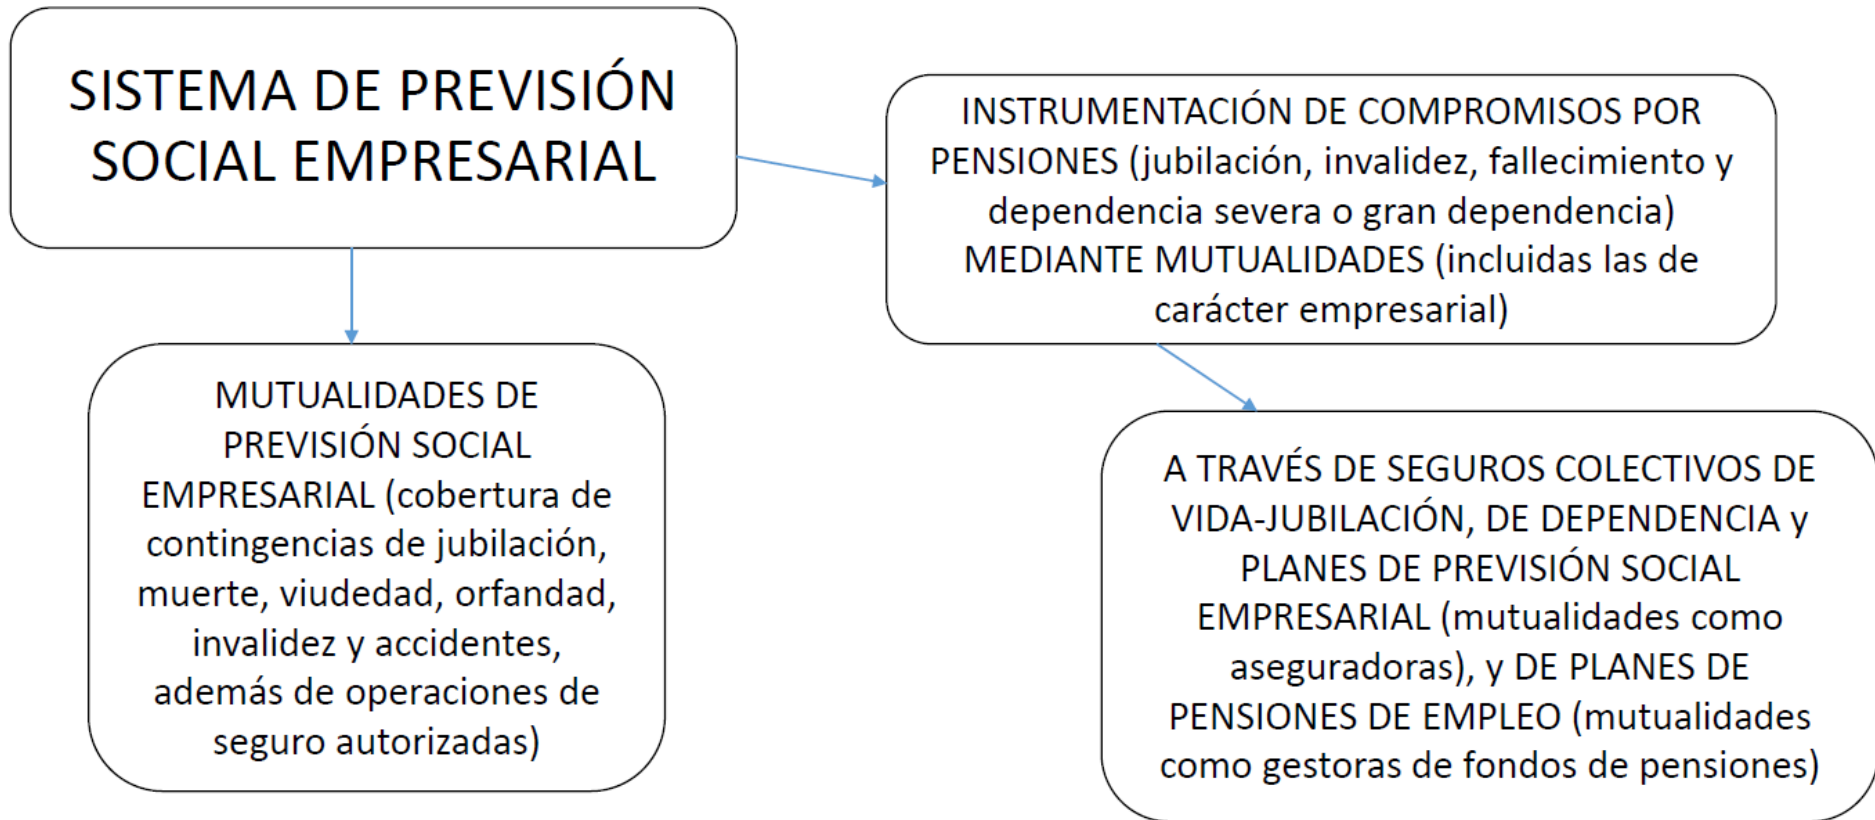 SISTEMA DE PREVISIÓN
SOCIAL EMPRESARIAL
INSTRUMENTACIÓN DE COMPROMISOS POR
PENSIONES (jubilación, invalidez, fallecimiento y
dependencia severa o gran dependencia)
MEDIANTE MUTUALIDADES (incluidas las de
carácter empresarial)
MUTUALIDADES DE
PREVISIÓN SOCIAL
EMPRESARIAL (cobertura de
contingencias de jubilación,
muerte, viudedad, orfandad,
invalidez y accidentes,
además de operaciones de
seguro autorizadas)
A TRAVÉS DE SEGUROS COLECTIVOS DE
VIDA-JUBILACIÓN, DE DEPENDENCIA y
PLANES DE PREVISIÓN SOCIAL
EMPRESARIAL (mutualidades como
aseguradoras), y DE PLANES DE
PENSIONES DE EMPLEO (mutualidades
como gestoras de fondos de pensiones)